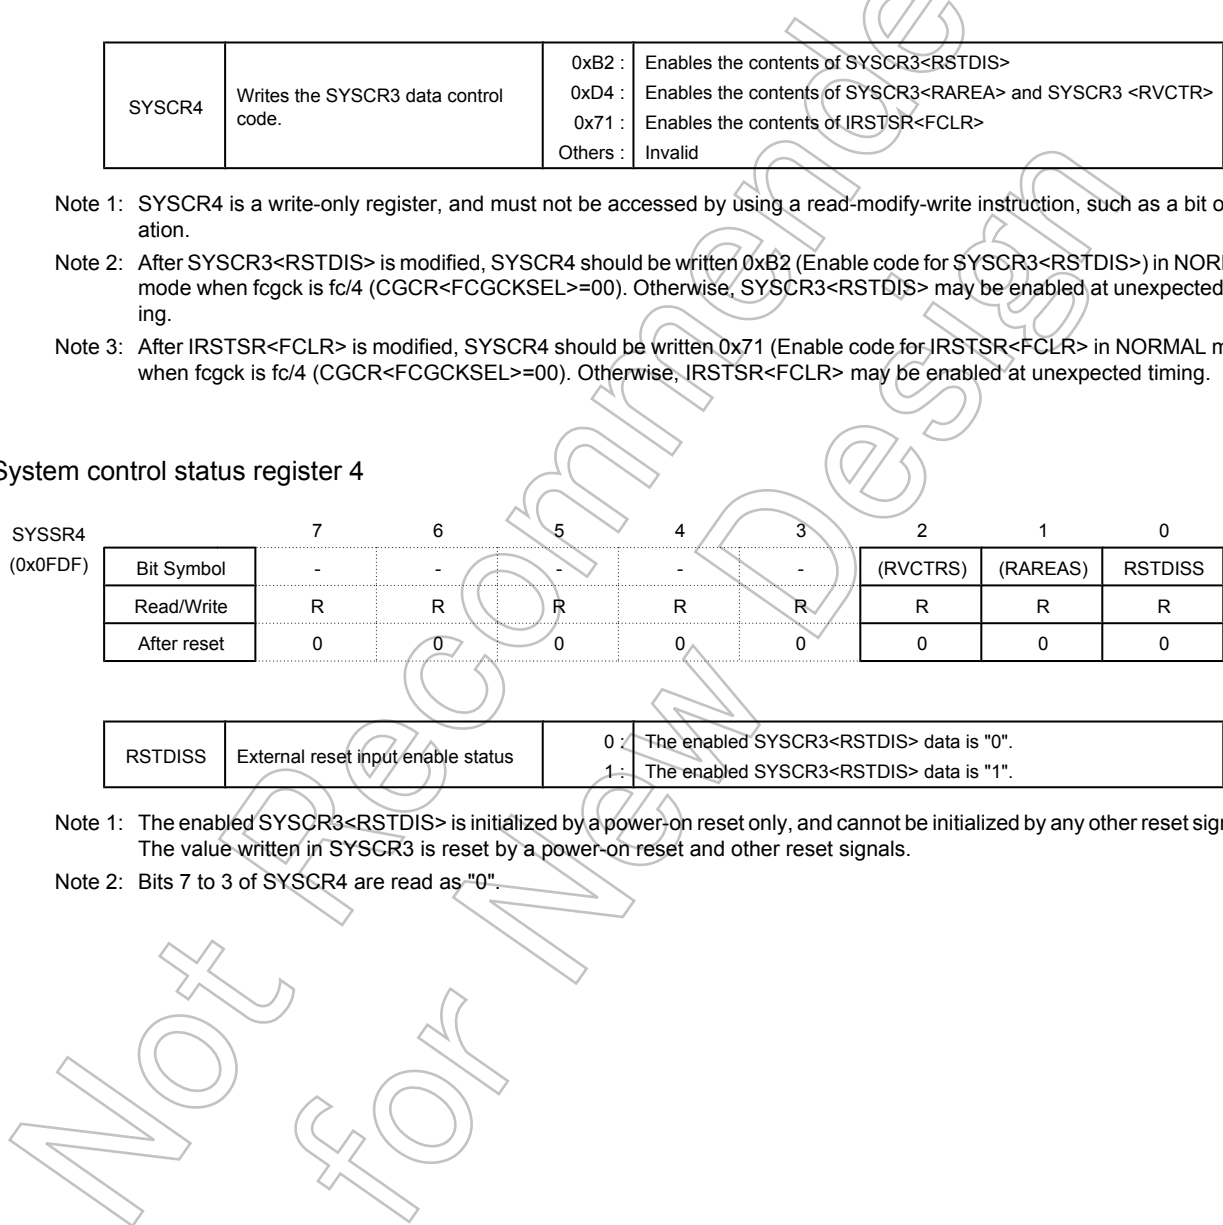 SYSCR4 Writes the SYSCR3 data control code.
0xB2 : Enables the contents of SYSCR3<RSTDIS>
0xD4 : Enables the contents of SYSCR3<RAREA> and SYSCR3 <RVCTR>
0x71 : Enables the contents of IRSTSR<FCLR>
Others : Invalid
Note 1: SYSCR4 is a write-only register, and must not be accessed by using a read-modify-write instruction, such as a bit
ation.
Note 2: After SYSCR3<RSTDIS> is modified, SYSCR4 should be written 0xB2 (Enable code for SYSCR3<RSTDIS>) in
mode when fcgck is fc/4 (CGCR<FCGCKSEL>=00). Otherwise, SYSCR3<RSTDIS> may be enabled at unexpected
ing.
Note 3: After IRSTSR<FCLR> is modified, SYSCR4 should be written 0x71 (Enable code for IRSTSR<FCLR> in NORMAL
when fcgck is fc/4 (CGCR<FCGCKSEL>=00). Otherwise, IRSTSR<FCLR> may be enabled at unexpected timing.
System control status register 4
SYSSR4 7 6 5 4 3 2 1 0
(0x0FDF) Bit Symbol - - - - - (RVCTRS) (RAREAS) RSTDISS
Read/Write R R R R R R R R
After reset 0 0 0 0 0 0 0 0
RSTDISS External reset input enable status
0 : The enabled SYSCR3<RSTDIS> data is "0".
1 : The enabled SYSCR3<RSTDIS> data is "1".
Note 1: The enabled SYSCR3<RSTDIS> is initialized by a power-on reset only, and cannot be initialized by any other reset
The value written in SYSCR3 is reset by a power-on reset and other reset signals.
Note 2: Bits 7 to 3 of SYSCR4 are read as "0".
Not Recommende
for New Design